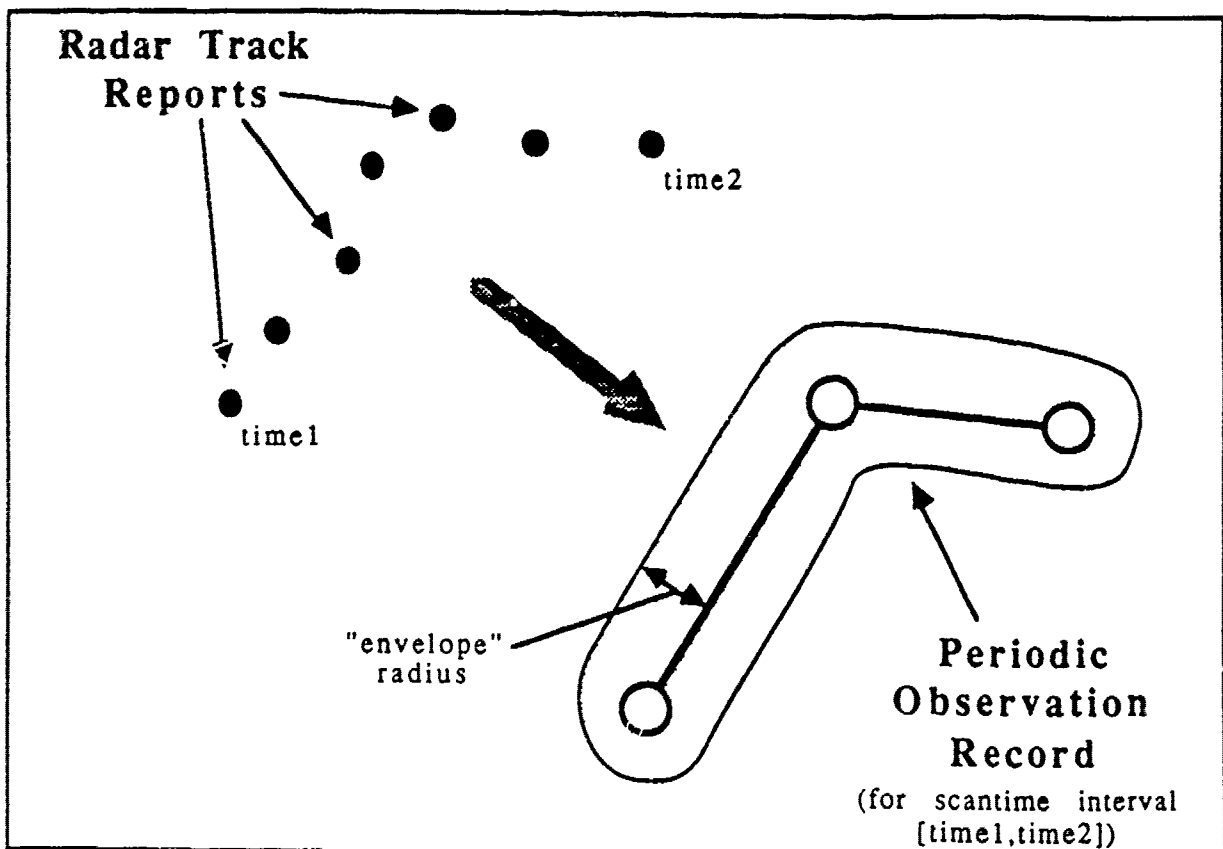 Radar Track
Reports
time2
time1
"envelope"
radius
Periodic
Observation
Record
(for scantime interval
[time1,time2])